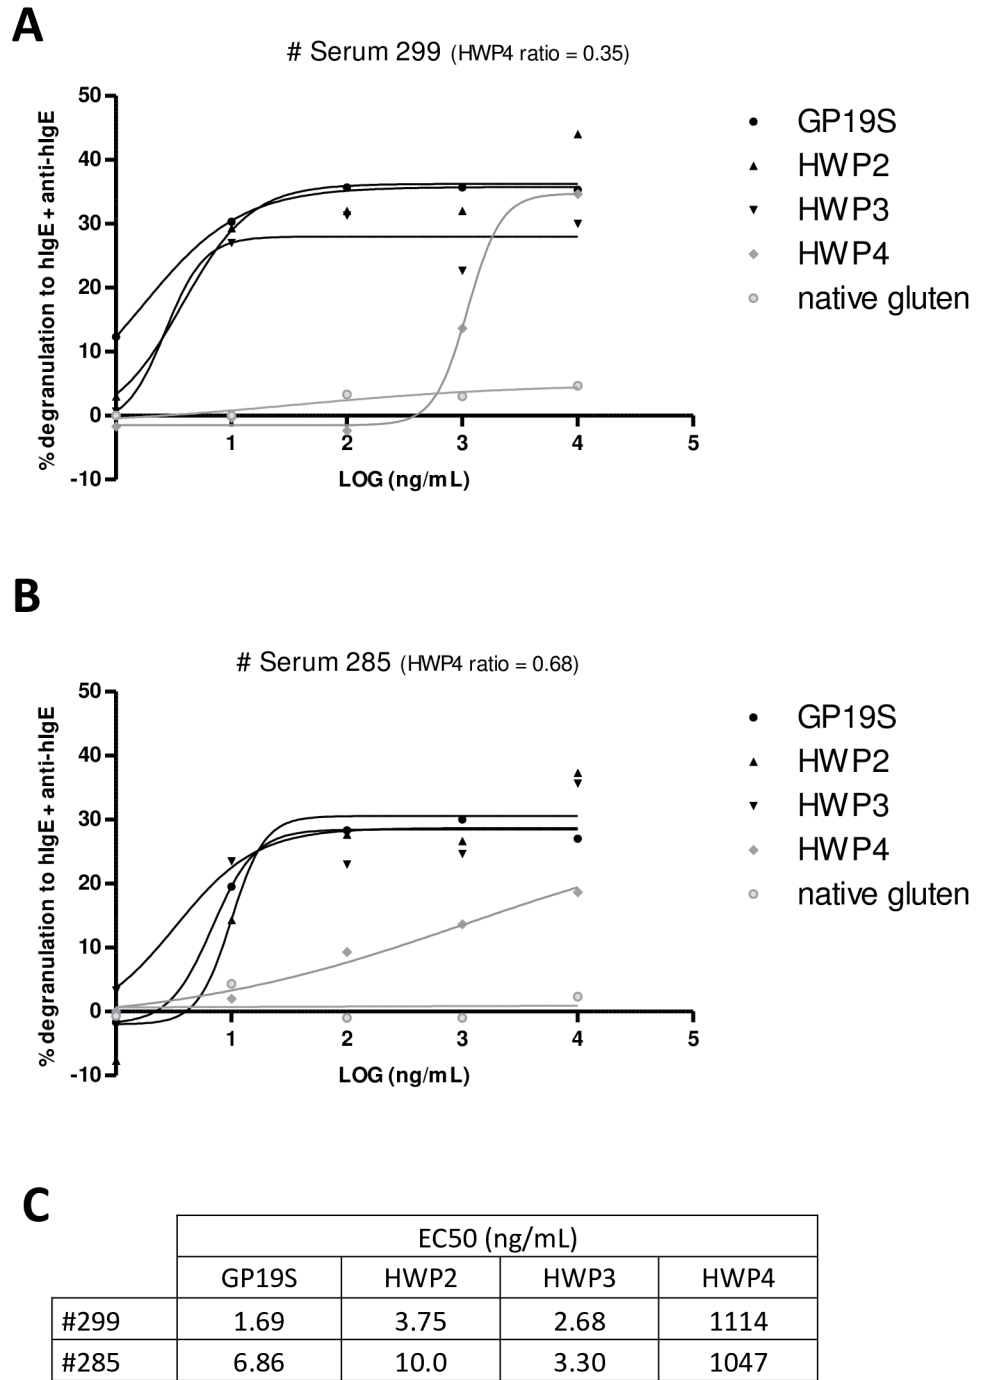 A
# Serum 299 (HWP4 ratio = 0.35)
% degranulation to hIgE + anti-hIgE
50
40
30
20
10
0
-10
1 2 3 4 5
LOG (ng/mL)
GP19S
HWP2
HWP3
HWP4
native gluten
B
# Serum 285 (HWP4 ratio = 0.68)
% degranulation to hIgE + anti-hIgE
50
40
30
20
10
0
-10
1 2 3 4 5
LOG (ng/mL)
GP19S
HWP2
HWP3
HWP4
native gluten
C
EC50 (ng/mL)
GP19S HWP2 HWP3 HWP4
#299 1.69 3.75 2.68 1114
#285 6.86 10.0 3.30 1047